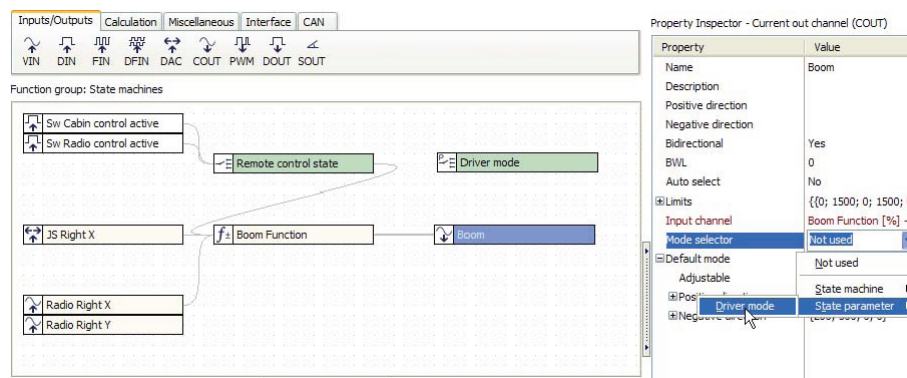 Inputs/Outputs Calculation Miscellaneous Interface CAN
VIN DIN FIN DFIN DAC COUT PWM DOUT SOUT
Function group: State machines
Sw Cabin control active
Sw Radio control active
Remote control state
Driver mode
JS Right X
Boom Function
Boom
Radio Right X
Radio Right Y
Property Inspector - Current out channel (COUT)
Property Value
Name Boom
Description
Positive direction
Negative direction
Bidirectional Yes
BWL 0
Auto select No
Limits {{0; 1500; 0; 1500;
Input channel Boom Function [%] -
Mode selector Not used
Default mode
Not used
Adjustable
State machine
Driver mode
State parameter